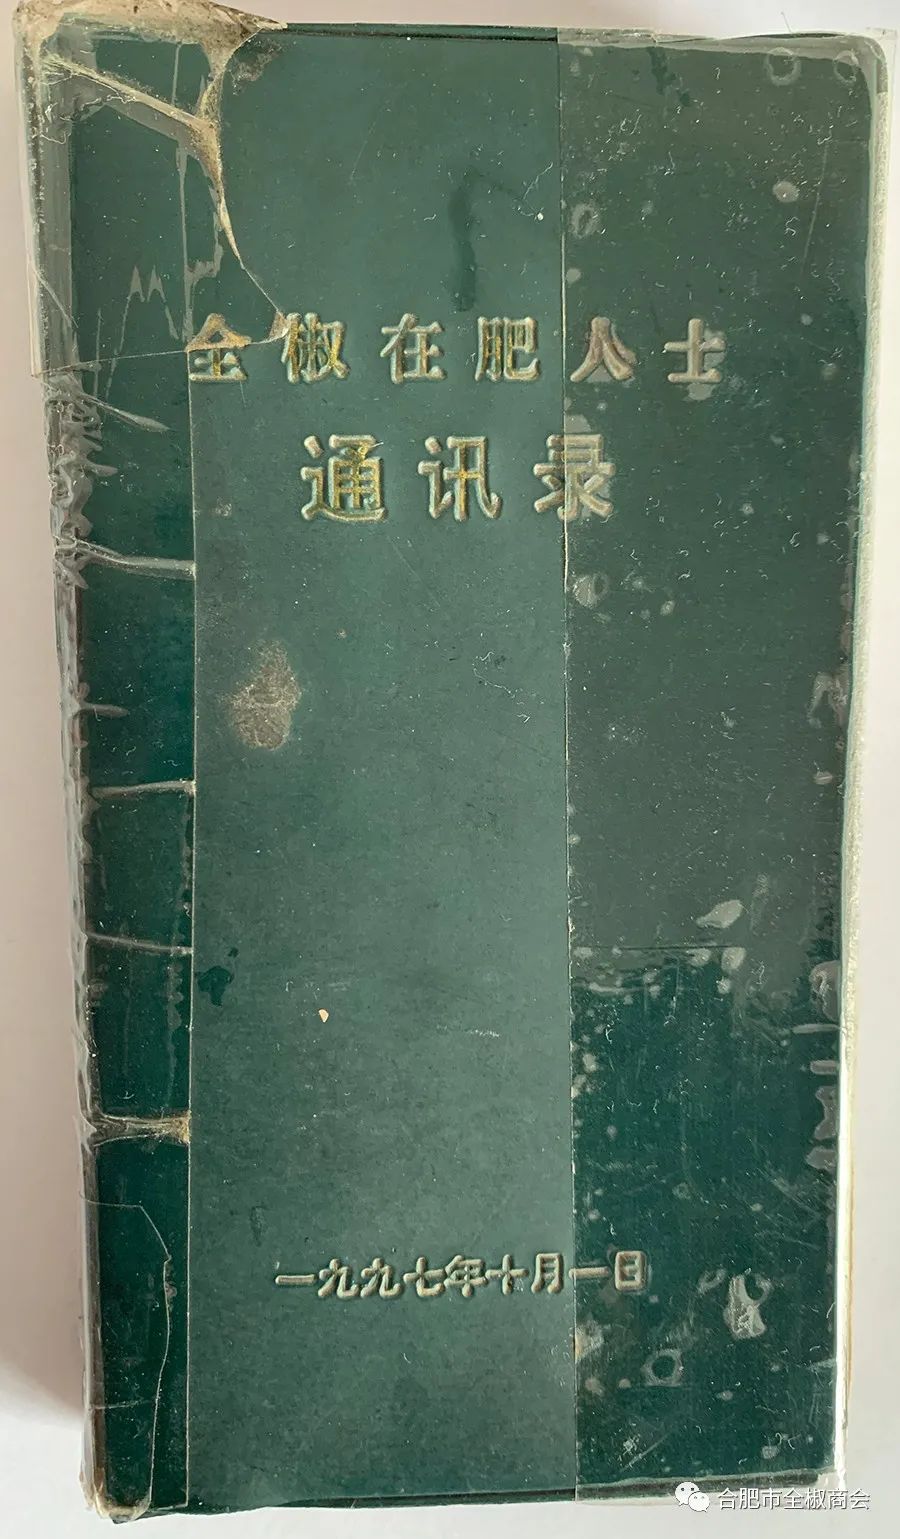 全椒在肥人士
通讯录
一九九七年十月一日
合肥市全椒商会